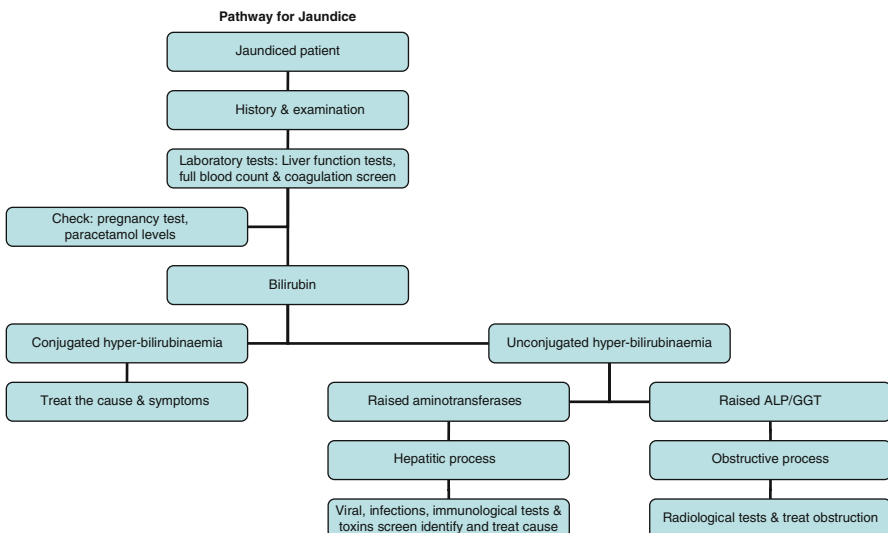 Pathway for Jaundice
Jaundiced patient
History & examination
Laboratory tests: Liver function tests,
full blood count & coagulation screen
Check: pregnancy test,
paracetamol levels
Bilirubin
Conjugated hyper-bilirubinaemia
Unconjugated hyper-bilirubinaemia
Treat the cause & symptoms
Raised aminotransferases
Raised ALP/GGT
Hepatitic process
Obstructive process
Viral, infections, immunological tests &
toxins screen identify and treat cause
Radiological tests & treat obstruction